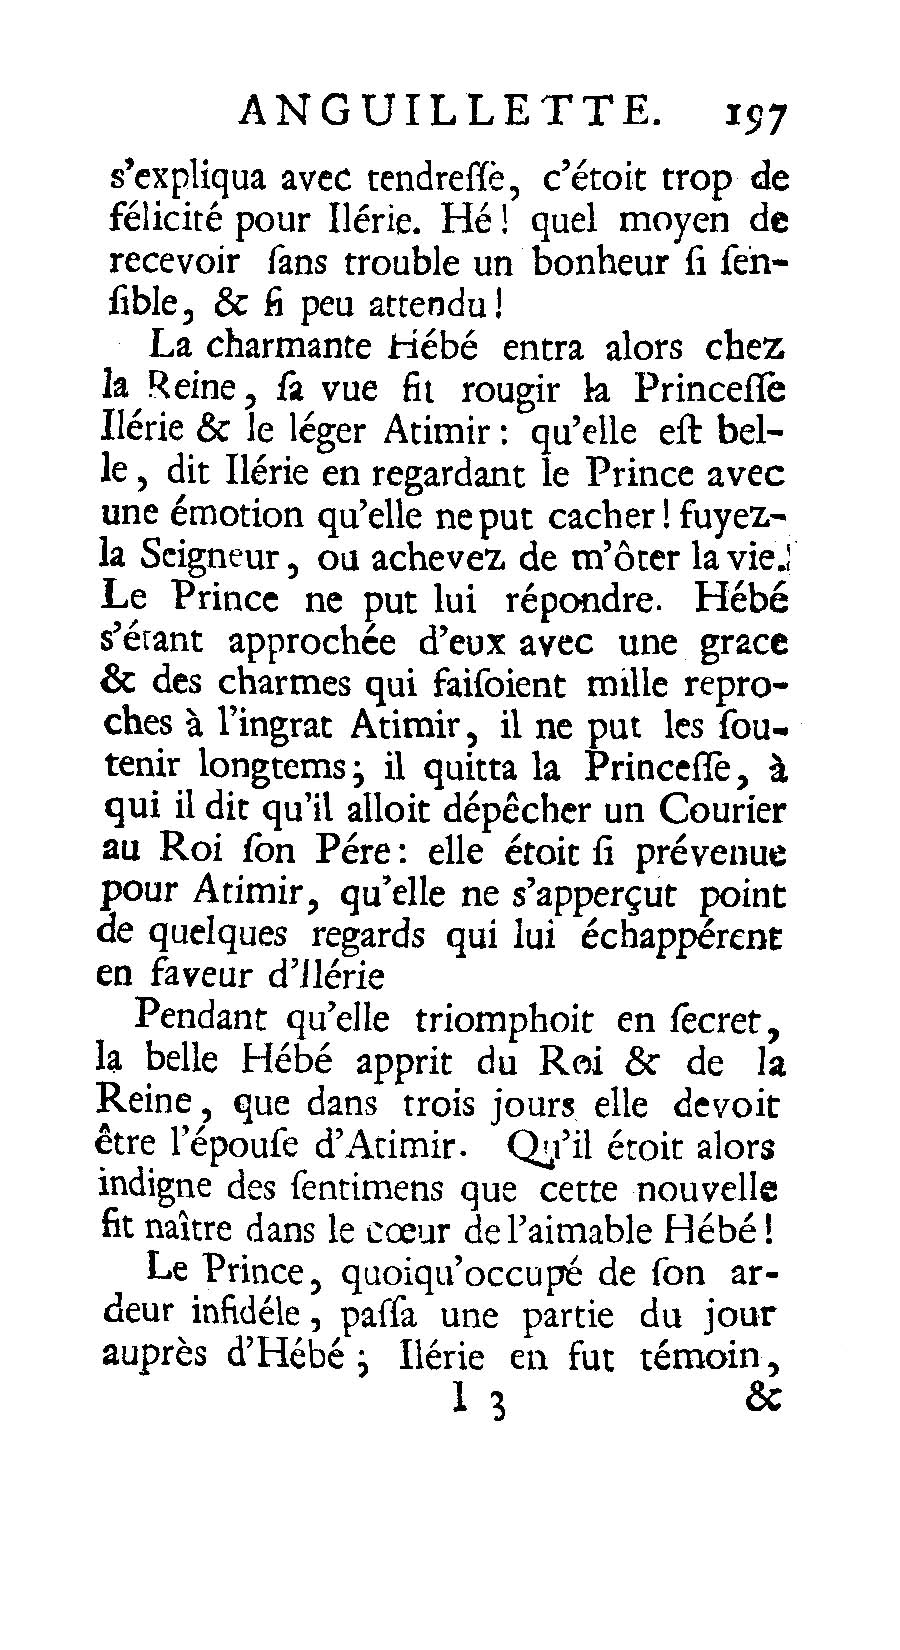 ANGUILLETTE. 197
s'expliqua avec tendreſſe, c'étoit trop de
félicité pour Ilérie. Hé! quel moyen de
recevoir ſans trouble un bonheur ſi ſen-
ſible, & ſi peu attendu!
La charmante Hébé entra alors chez
la Reine, ſa vue fit rougir la Princeſſe
Ilérie & le léger Atimir: qu'elle eſt bel-
le, dit Ilérie en regardant le Prince avec
une émotion qu'elle ne put cacher! fuyez-
la Seigneur, ou achevez de m'ôter la vie.
Le Prince ne put lui répondre. Hébé
s'étant approchée d'eux avec une grace
& des charmes qui faiſoient mille repro-
ches à l'ingrat Atimir, il ne put les ſou-
tenir longtems; il quitta la Princeſſe, à
qui il dit qu'il alloit dépêcher un Courier
au Roi ſon Pére: elle étoit ſi prévenue
pour Atimir, qu'elle ne s'apperçut point
de quelques regards qui lui échappérent
en faveur d'Ilérie
Pendant qu'elle triomphoit en ſecret,
la belle Hébé apprit du Roi & de la
Reine, que dans trois jours elle devoit
être l'épouſe d'Atimir. Qu'il étoit alors
indigne des ſentimens que cette nouvelle
fit naître dans le cœur de l'aimable Hébé!
Le Prince, quoiqu'occupé de ſon ar-
deur infidéle, paſſa une partie du jour
auprès d'Hébé; Ilérie en fut témoin,
I 3 &